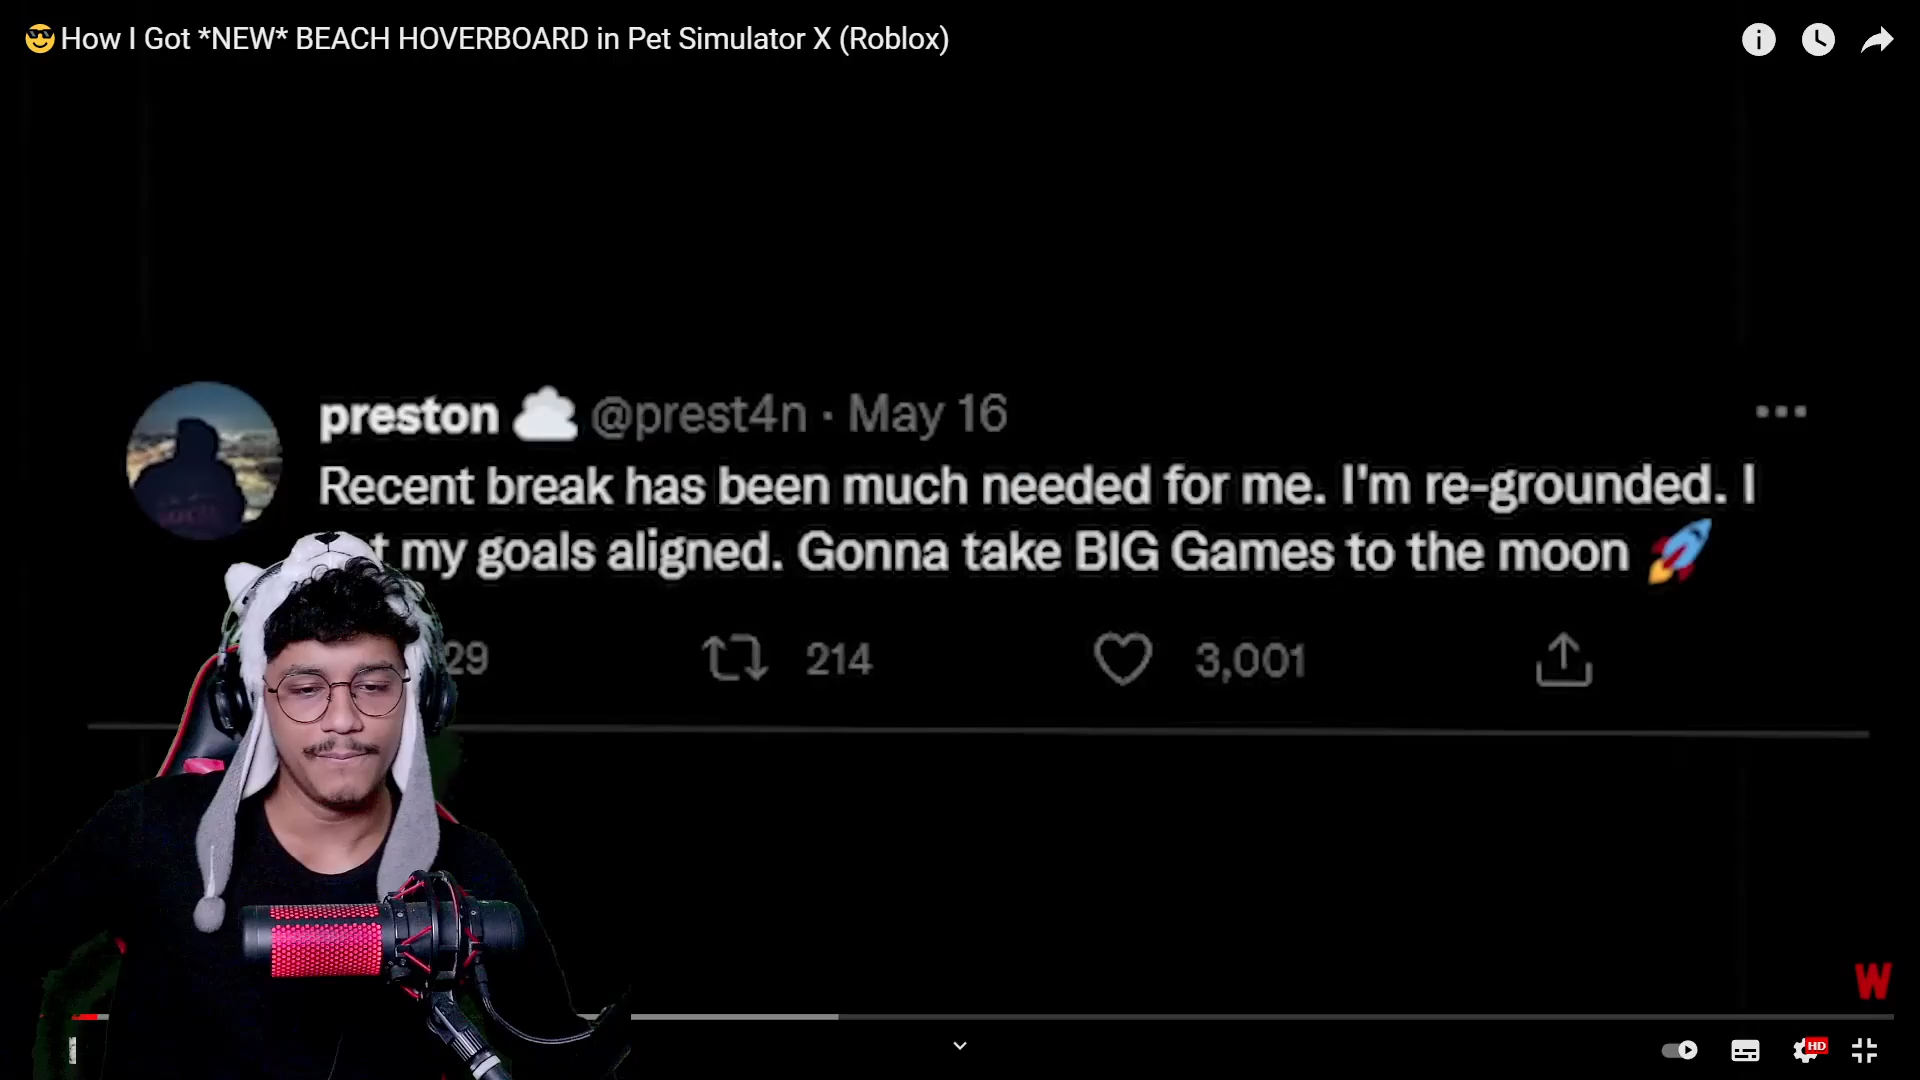 😎How I Got *NEW* BEACH HOVERBOARD in Pet Simulator X (Roblox)
preston ☁️ @prest4n · May 16
Recent break has been much needed for me. I'm re-grounded. I
my goals aligned. Gonna take BIG Games to the moon 🚀
214 3,001
W
HD